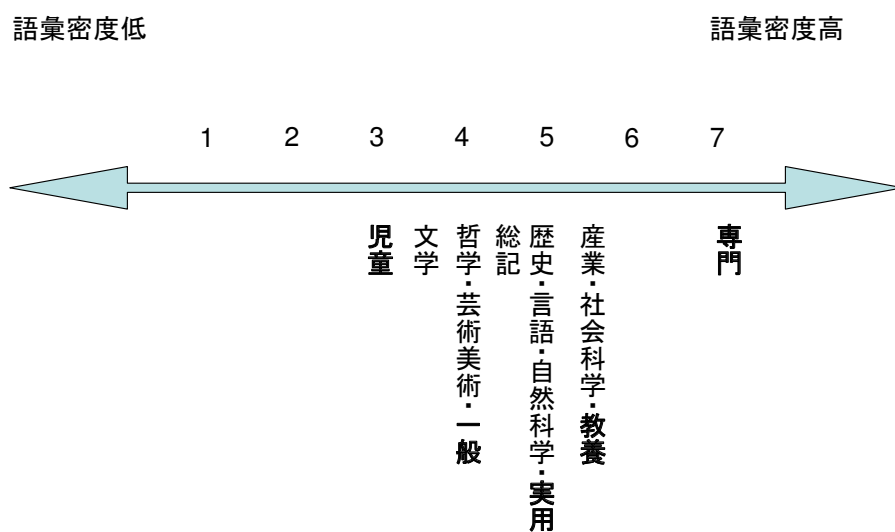 語彙密度低
語彙密度高
1 2 3 4 5 6 7
児童
文学
哲学・芸術美術・一般
総記
歴史・言語・自然科学・実用
産業・社会科学・教養
専門